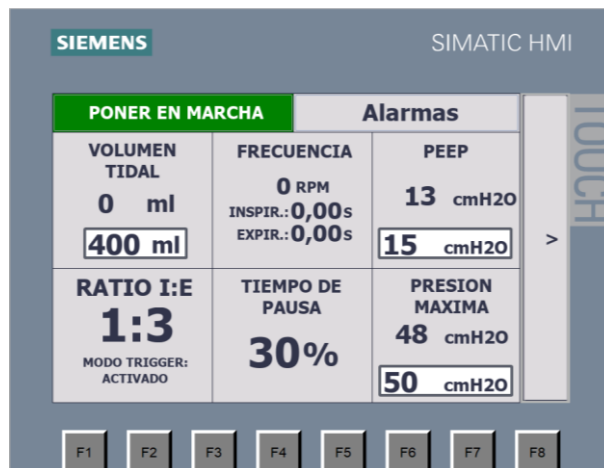 SIEMENS
SIMATIC HMI
TOUCH
PONER EN MARCHA
Alarmas
VOLUMEN
TIDAL
0 ml
400 ml
FRECUENCIA
0 RPM
INSPIR.:0,00s
EXPIR.:0,00s
PEEP
13 cmH2O
15 cmH2O
>
RATIO I:E
1:3
MODO TRIGGER:
ACTIVADO
TIEMPO DE
PAUSA
30%
PRESION
MAXIMA
48 cmH2O
50 cmH2O
F1 F2 F3 F4 F5 F6 F7 F8